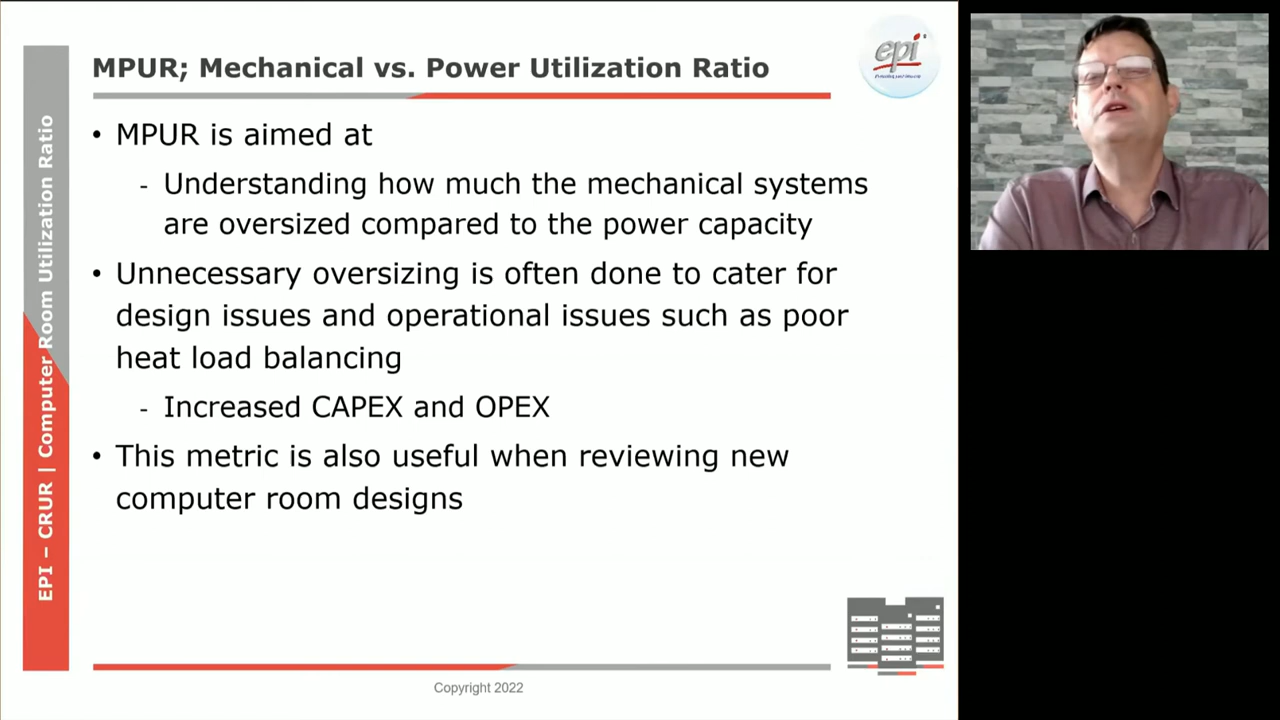 MPUR; Mechanical vs. Power Utilization Ratio
epi
• MPUR is aimed at
- Understanding how much the mechanical systems
are oversized compared to the power capacity
• Unnecessary oversizing is often done to cater for
design issues and operational issues such as poor
heat load balancing
- Increased CAPEX and OPEX
• This metric is also useful when reviewing new
computer room designs
EPI – CRUR | Computer Room Utilization Ratio
Copyright 2022